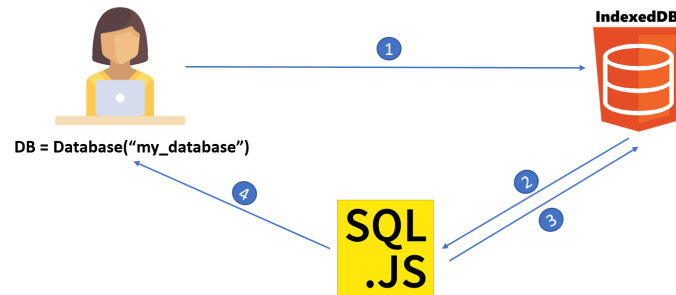 IndexedDB
1
DB = Database(“my_database”)
2
3
4
SQL
.JS